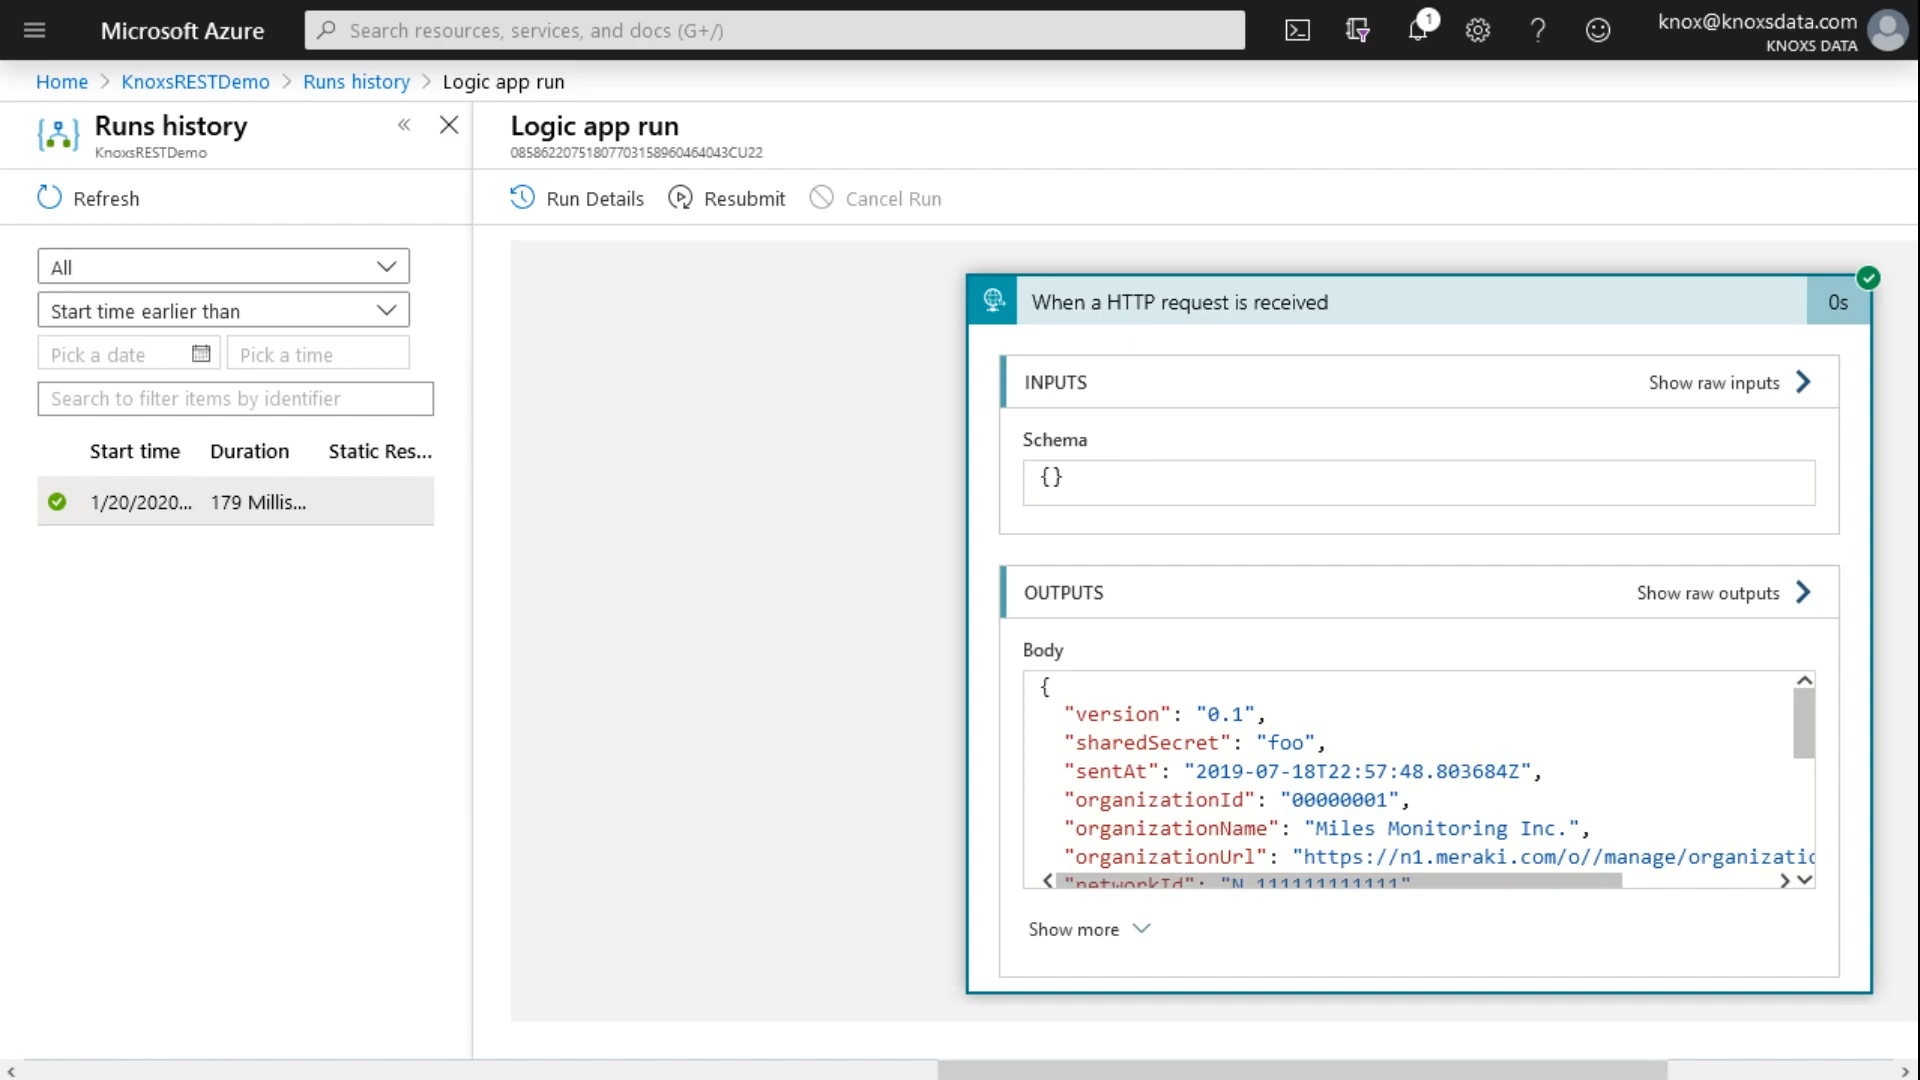 Microsoft Azure
Search resources, services, and docs (G+/)
1
knox@knoxsdata.com
KNOXS DATA
Home > KnoxsRESTDemo > Runs history > Logic app run
Runs history
KnoxsRESTDemo
Refresh
All
Start time earlier than
Pick a date
Pick a time
Search to filter items by identifier
Start time Duration Static Res...
1/20/2020... 179 Millis...
Logic app run
08586220751807703158960464043CU22
Run Details Resubmit Cancel Run
When a HTTP request is received 0s
INPUTS Show raw inputs
Schema
{}
OUTPUTS Show raw outputs
Body
{
"version": "0.1",
"sharedSecret": "foo",
"sentAt": "2019-07-18T22:57:48.803684Z",
"organizationId": "00000001",
"organizationName": "Miles Monitoring Inc.",
"organizationUrl": "https://n1.meraki.com/o//manage/organizatio
"networkId": "N_111111111111"
Show more